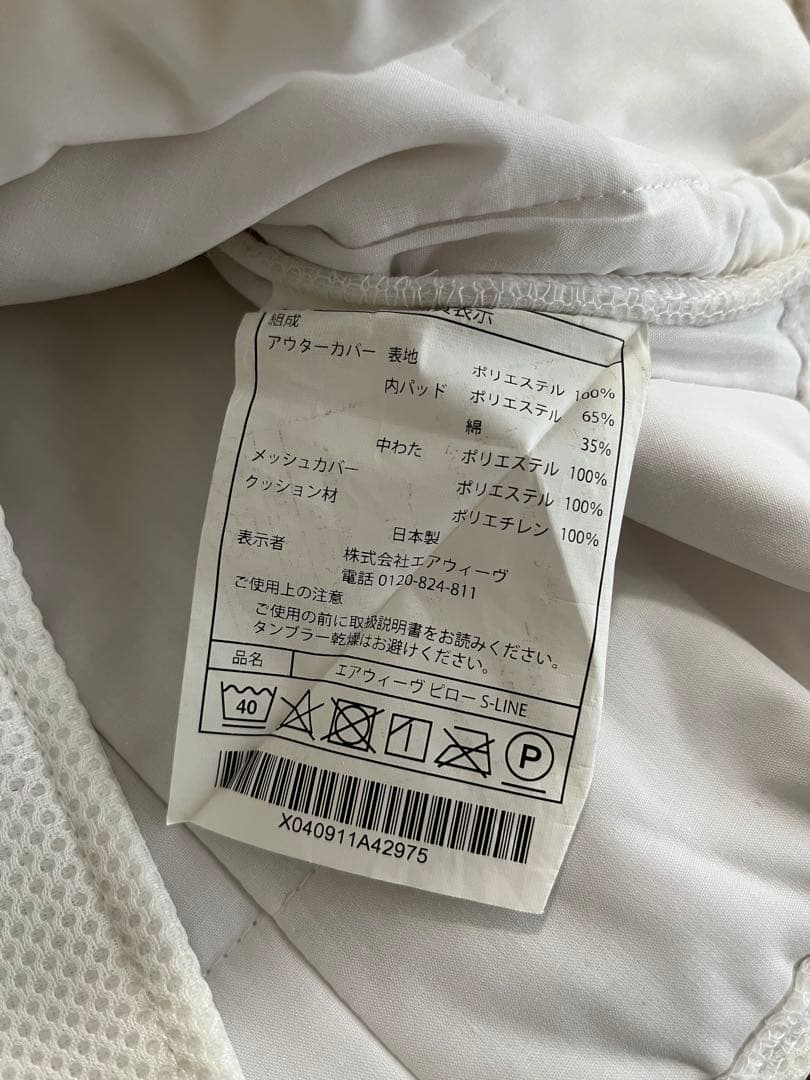 表示
組成
アウターカバー 表地 ポリエステル 100%
内パッド ポリエステル 65%
綿 35%
中わた ポリエステル 100%
メッシュカバー ポリエステル 100%
クッション材 ポリエチレン 100%
日本製
表示者 株式会社エアウィーヴ
電話 0120-824-811
ご使用上の注意
ご使用の前に取扱説明書をお読みください。
タンブラー乾燥はお避けください。
品名 エアウィーヴ ピロー S-LINE
40 P
X040911A42975